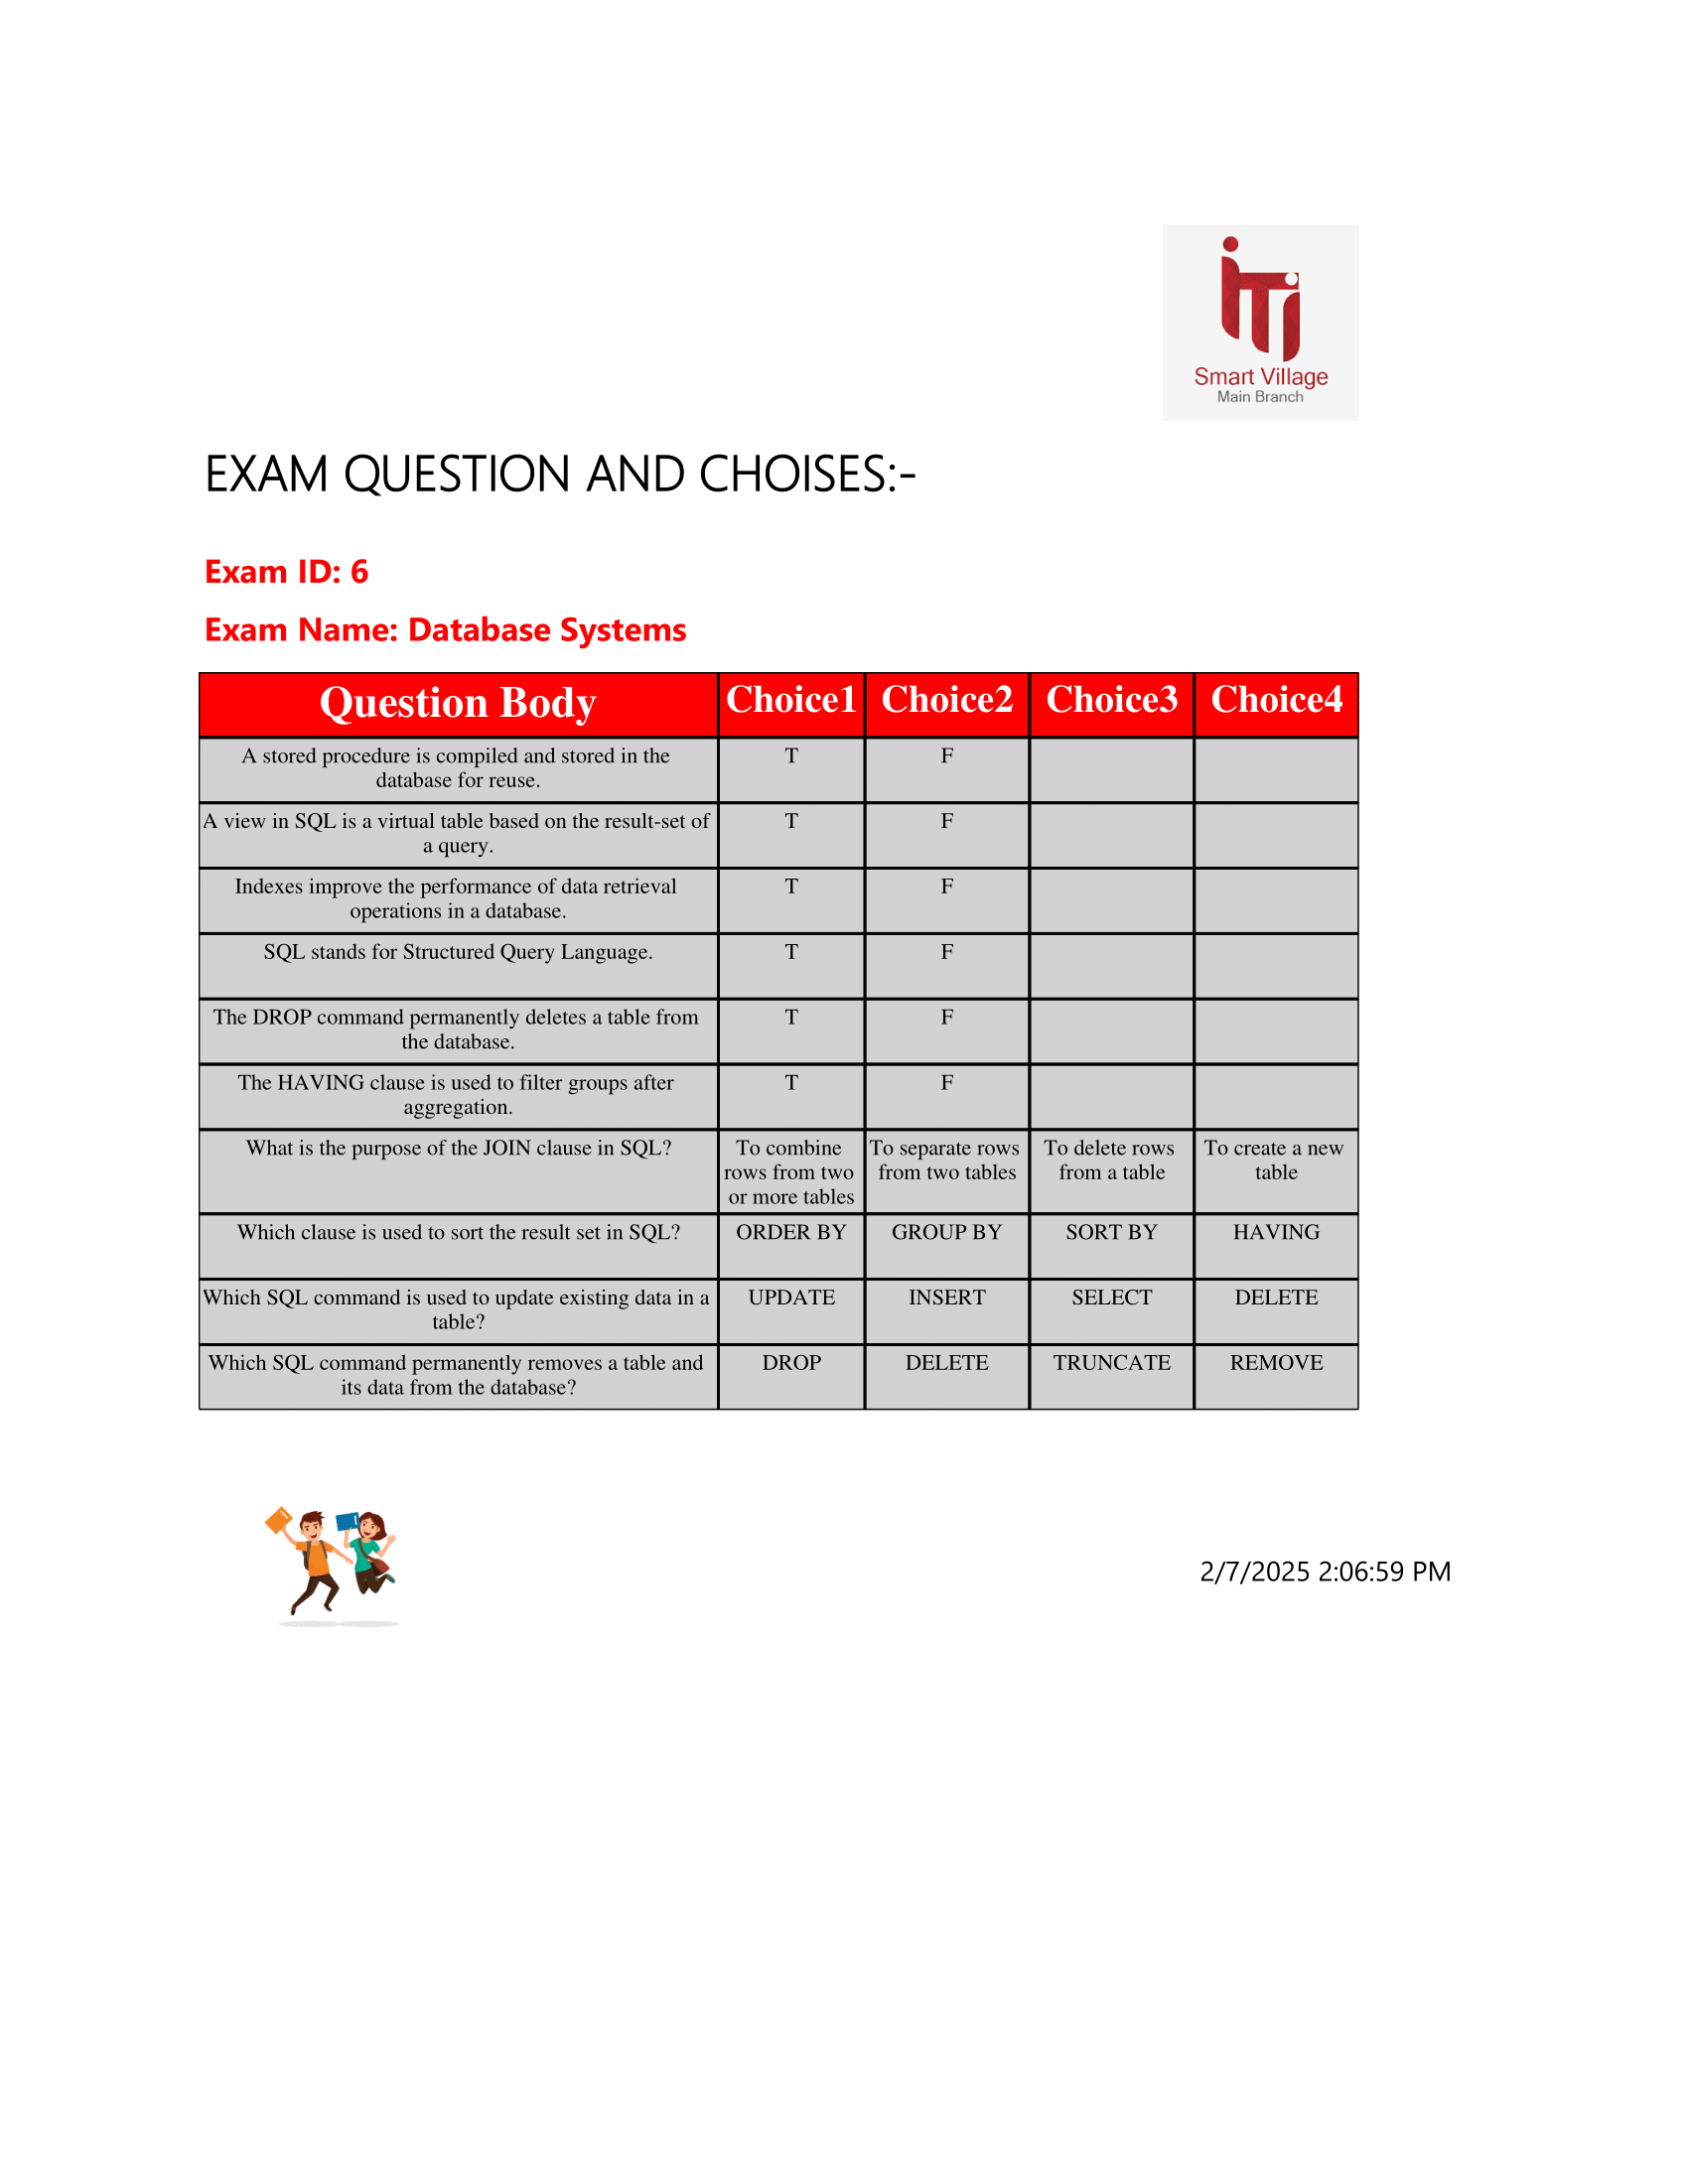 iTi
Smart Village
Main Branch
EXAM QUESTION AND CHOISES:-
Exam ID: 6
Exam Name: Database Systems
Question Body Choice1 Choice2 Choice3 Choice4
A stored procedure is compiled and stored in the T F
database for reuse.
A view in SQL is a virtual table based on the result-set of T F
a query.
Indexes improve the performance of data retrieval T F
operations in a database.
SQL stands for Structured Query Language. T F
The DROP command permanently deletes a table from T F
the database.
The HAVING clause is used to filter groups after T F
aggregation.
What is the purpose of the JOIN clause in SQL? To combine To separate rows To delete rows To create a new
rows from two from two tables from a table table
or more tables
Which clause is used to sort the result set in SQL? ORDER BY GROUP BY SORT BY HAVING
Which SQL command is used to update existing data in a UPDATE INSERT SELECT DELETE
table?
Which SQL command permanently removes a table and DROP DELETE TRUNCATE REMOVE
its data from the database?
2/7/2025 2:06:59 PM